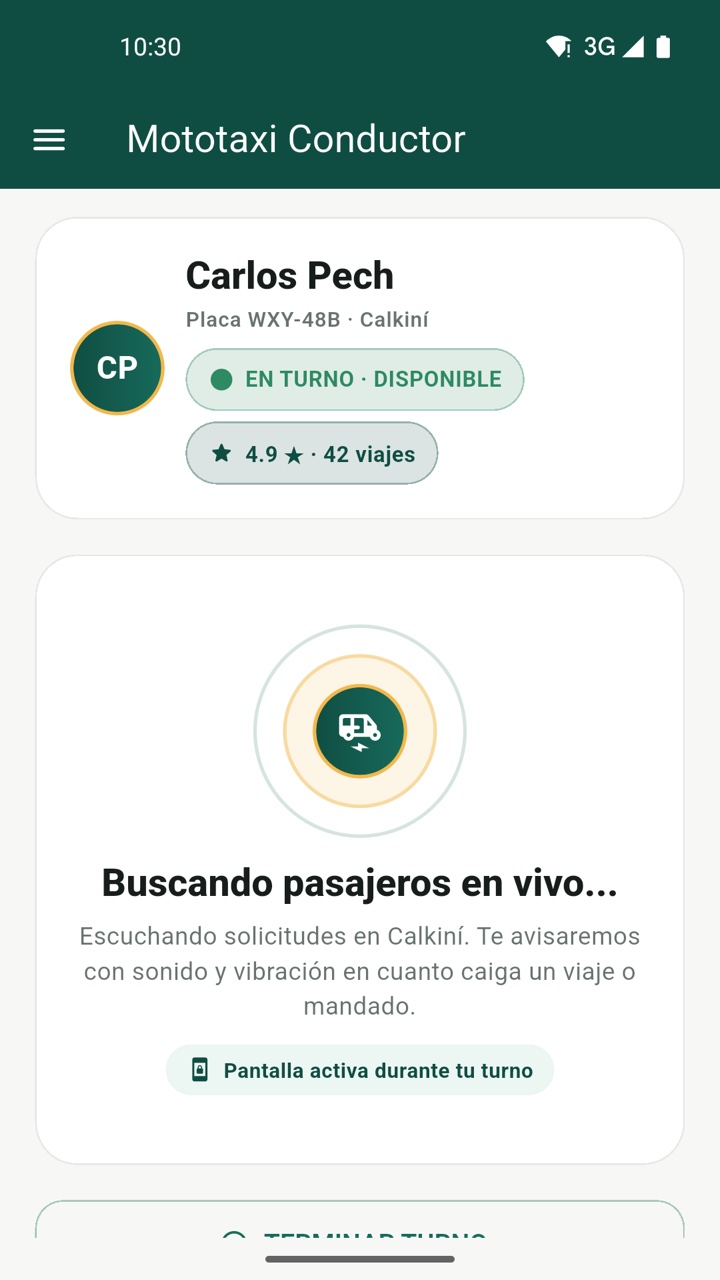 10:30
3G
Mototaxi Conductor
Carlos Pech
Placa WXY-48B · Calkiní
CP
EN TURNO · DISPONIBLE
4.9 ★ · 42 viajes
Buscando pasajeros en vivo...
Escuchando solicitudes en Calkiní. Te avisaremos
con sonido y vibración en cuanto caiga un viaje o
mandado.
Pantalla activa durante tu turno
TERMINAR TURNO